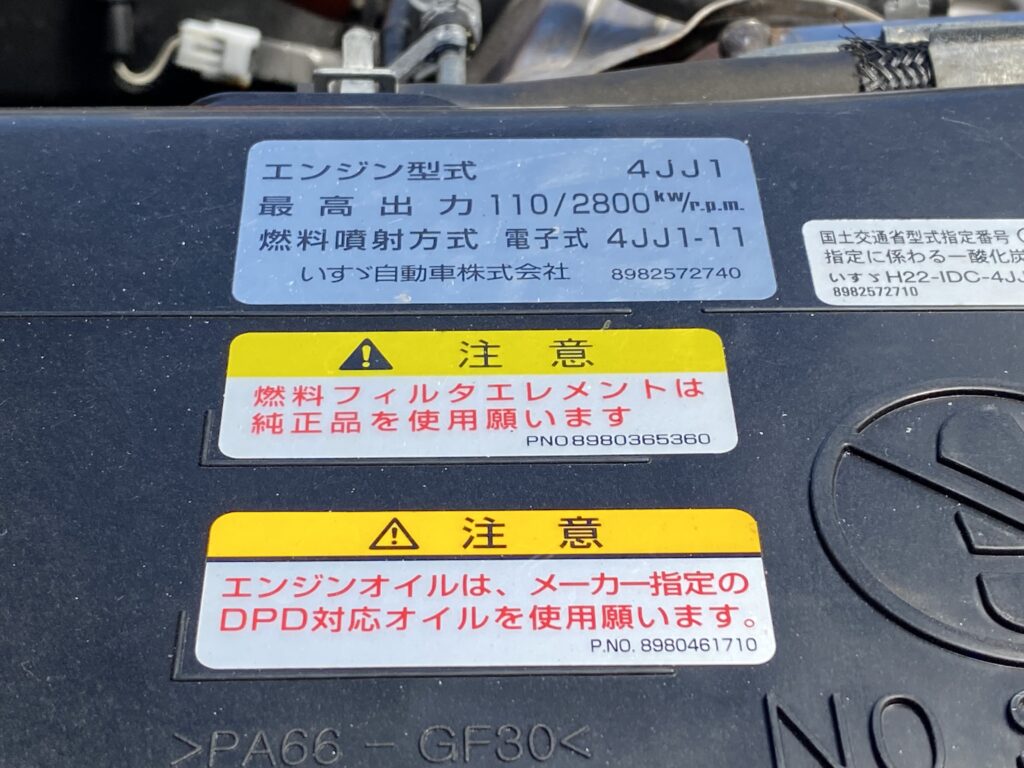 エンジン型式 4JJ1
最高出力 110/2800kW/r.p.m.
燃料噴射方式 電子式 4JJ1-11
いすゞ自動車株式会社 8982572740
国土交通省型式指定番号
指定に係わる一酸化炭
いすゞH22-IDC-4JJ
8982572710
注意
燃料フィルタエレメントは
純正品を使用願います
PNO8980365360
注意
エンジンオイルは、メーカー指定の
DPD対応オイルを使用願います。
P.NO. 8980461710
>PA66-GF30<
NO